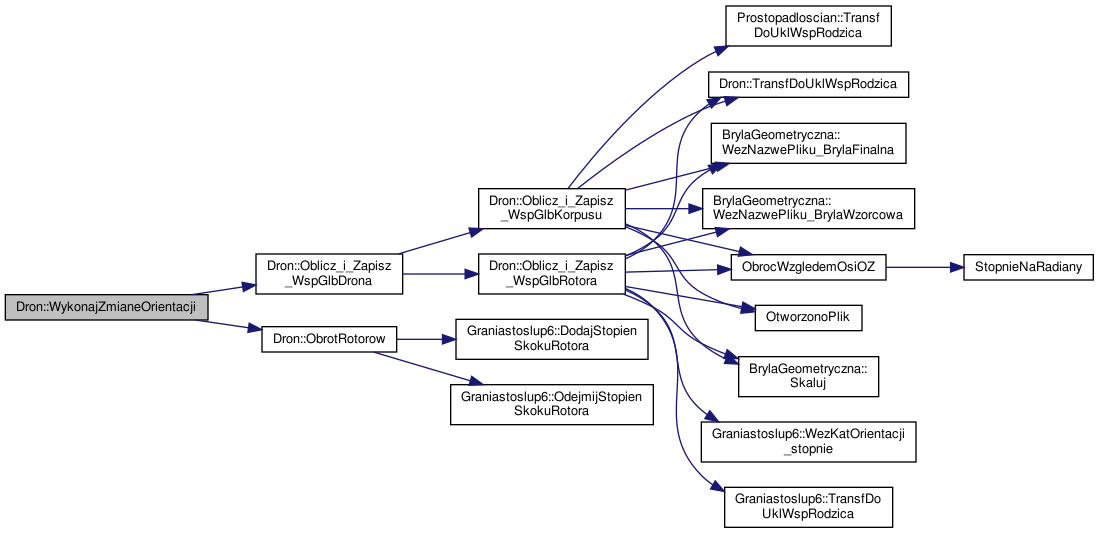 Dron::WykonajZmianeOrientacji
Dron::Oblicz_i_Zapisz
_WspGlbDrona
Dron::ObrotRotorow
Dron::Oblicz_i_Zapisz
_WspGlbKorpusu
Dron::Oblicz_i_Zapisz
_WspGlbRotora
Graniastoslup6::DodajStopien
SkokuRotora
Graniastoslup6::OdejmijStopien
SkokuRotora
Prostopadloscian::Transf
DoUklWspRodzica
Dron::TransfDoUklWspRodzica
BrylaGeometryczna::
WezNazwePliku_BrylaFinalna
BrylaGeometryczna::
WezNazwePliku_BrylaWzorcowa
ObrocWzgledemOsiOZ
OtworzonoPlik
BrylaGeometryczna::
Skaluj
Graniastoslup6::WezKatOrientacji
_stopnie
Graniastoslup6::TransfDo
UklWspRodzica
StopnieNaRadiany